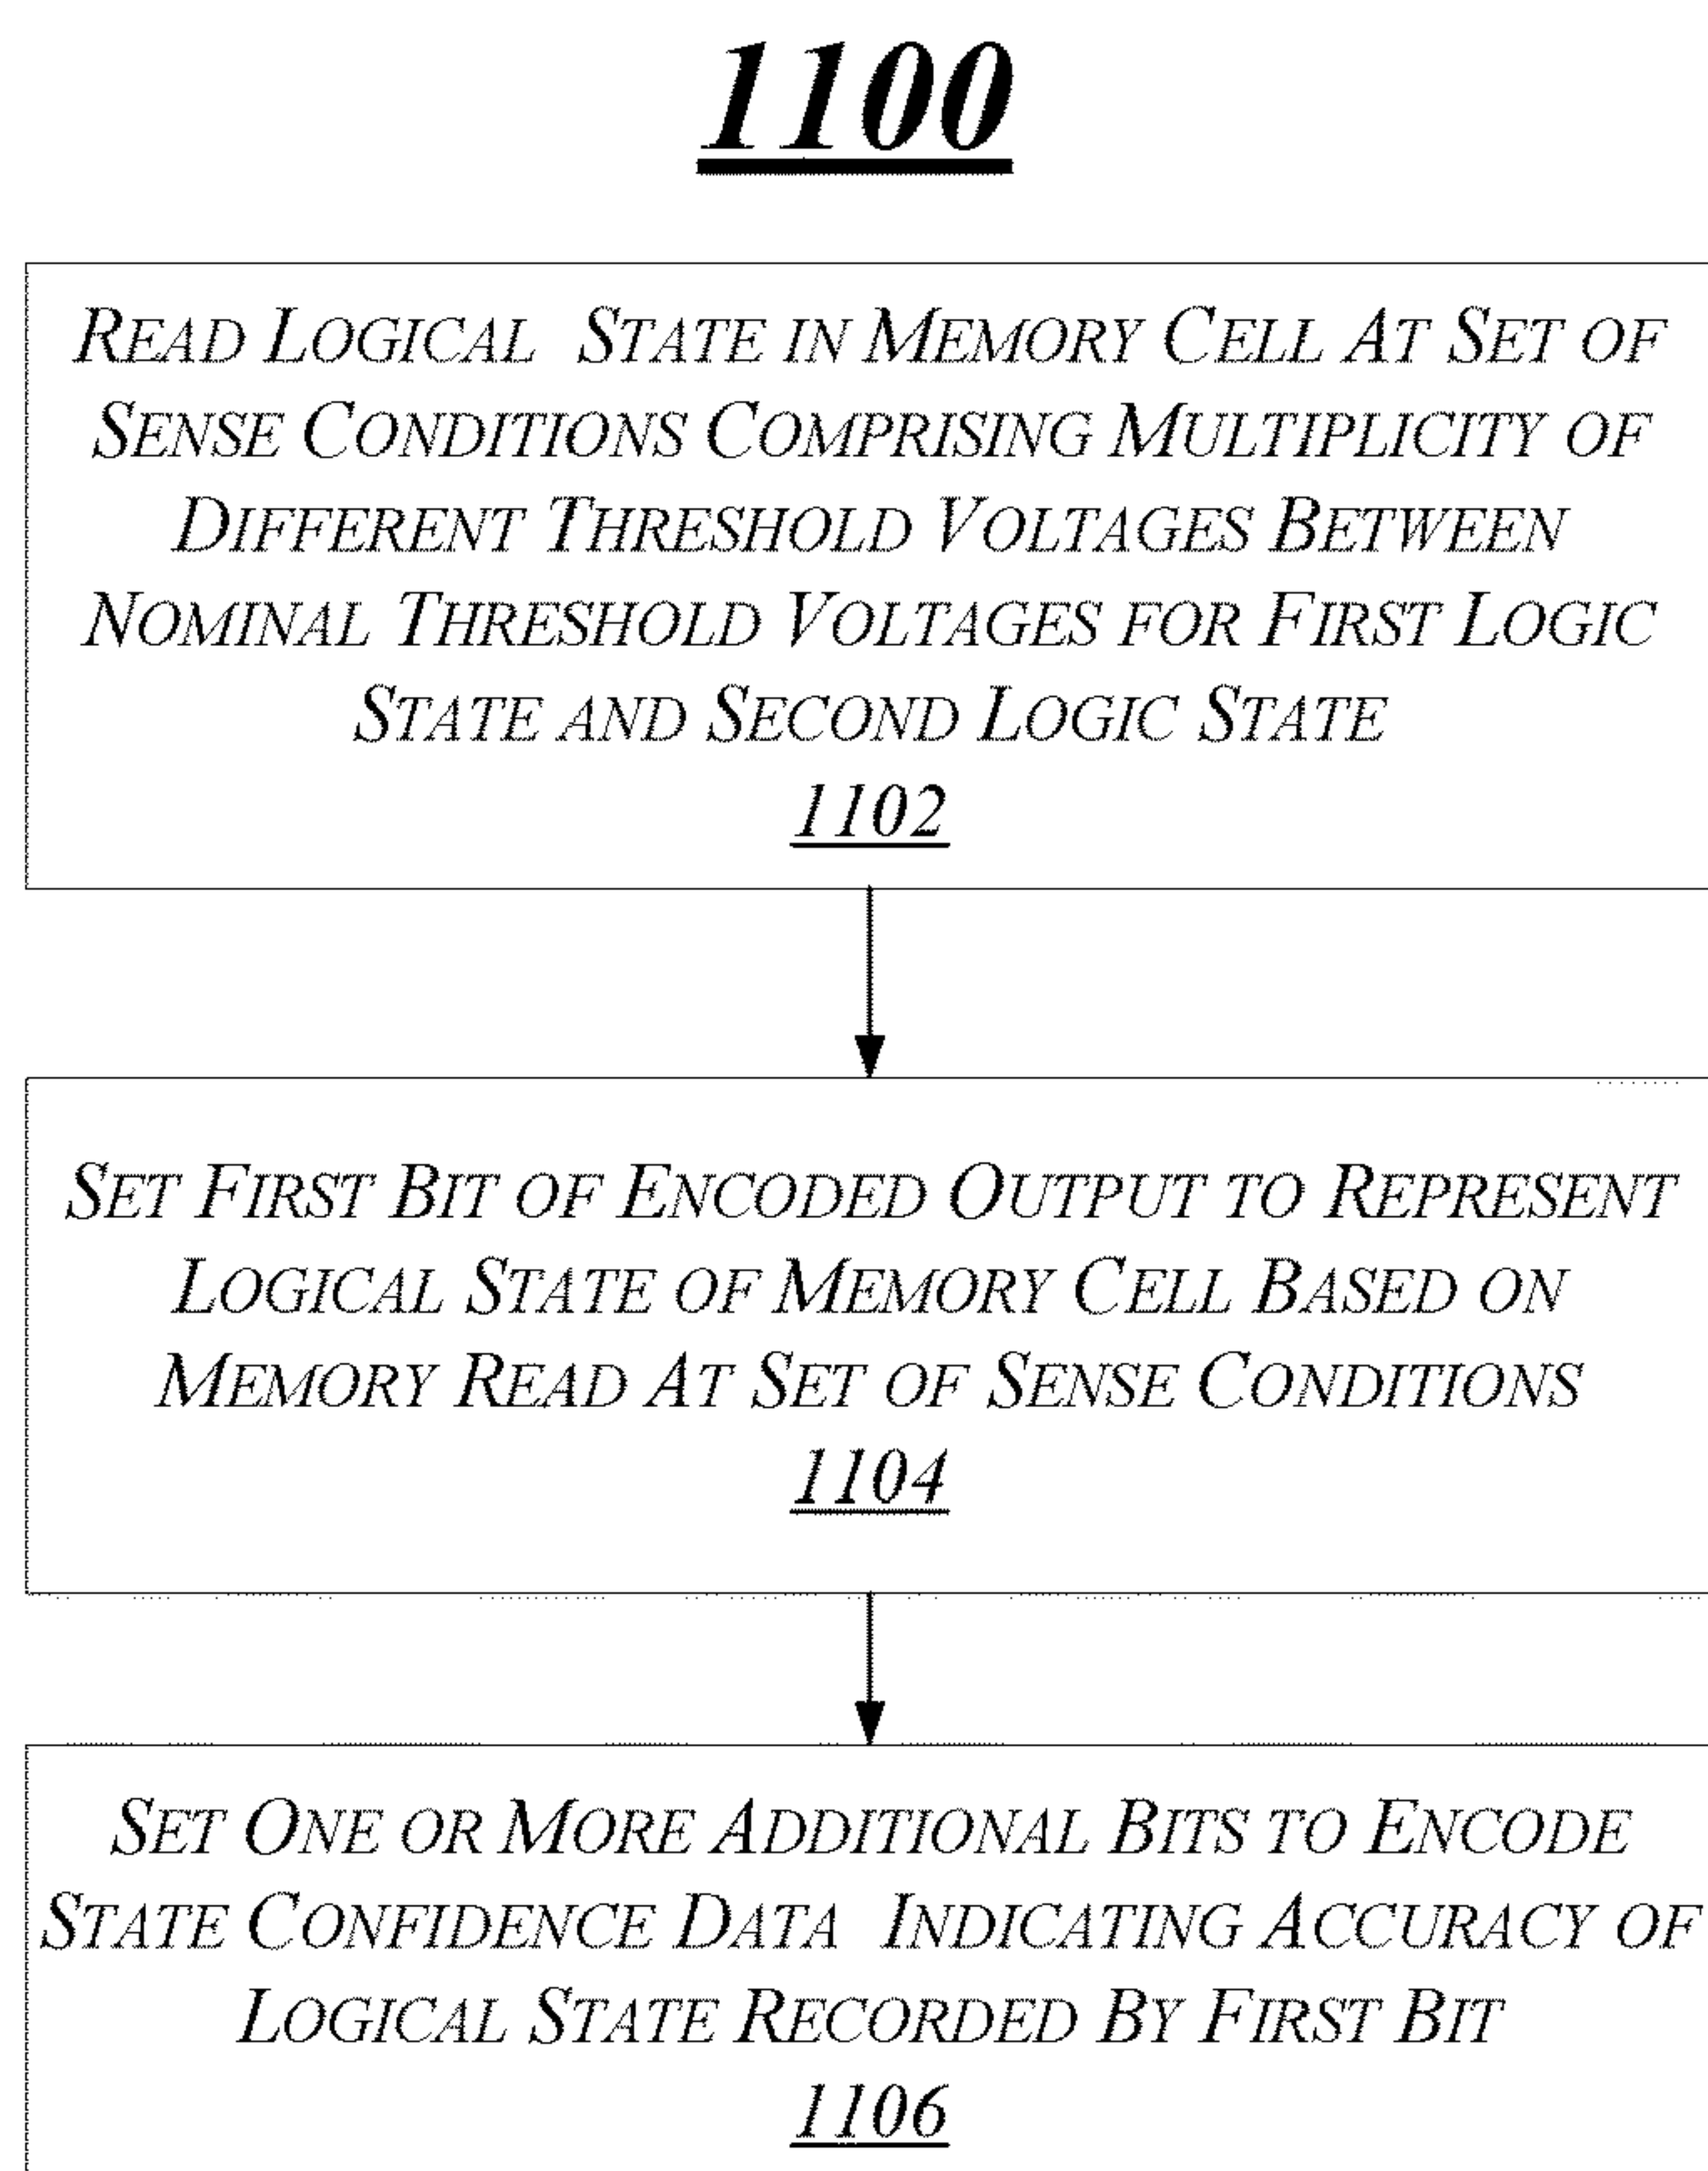 1100
READ LOGICAL STATE IN MEMORY CELL AT SET OF
SENSE CONDITIONS COMPRISING MULTIPLICITY OF
DIFFERENT THRESHOLD VOLTAGES BETWEEN
NOMINAL THRESHOLD VOLTAGES FOR FIRST LOGIC
STATE AND SECOND LOGIC STATE
1102
SET FIRST BIT OF ENCODED OUTPUT TO REPRESENT
LOGICAL STATE OF MEMORY CELL BASED ON
MEMORY READ AT SET OF SENSE CONDITIONS
1104
SET ONE OR MORE ADDITIONAL BITS TO ENCODE
STATE CONFIDENCE DATA INDICATING ACCURACY OF
LOGICAL STATE RECORDED BY FIRST BIT
1106